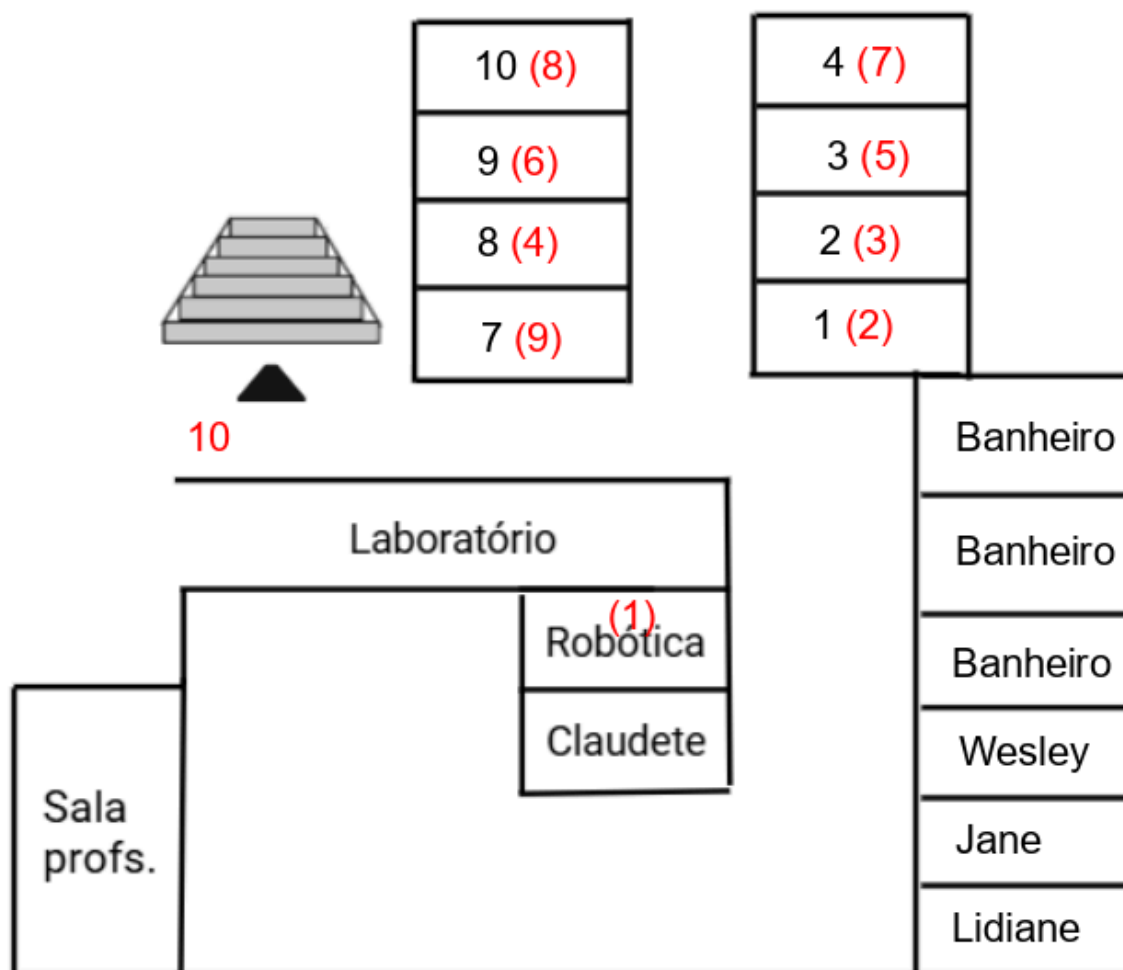 10 (8)
9 (6)
8 (4)
7 (9)
4 (7)
3 (5)
2 (3)
1 (2)
10
Laboratório
(1)
Robótica
Claudete
Sala
profs.
Banheiro
Banheiro
Banheiro
Wesley
Jane
Lidiane